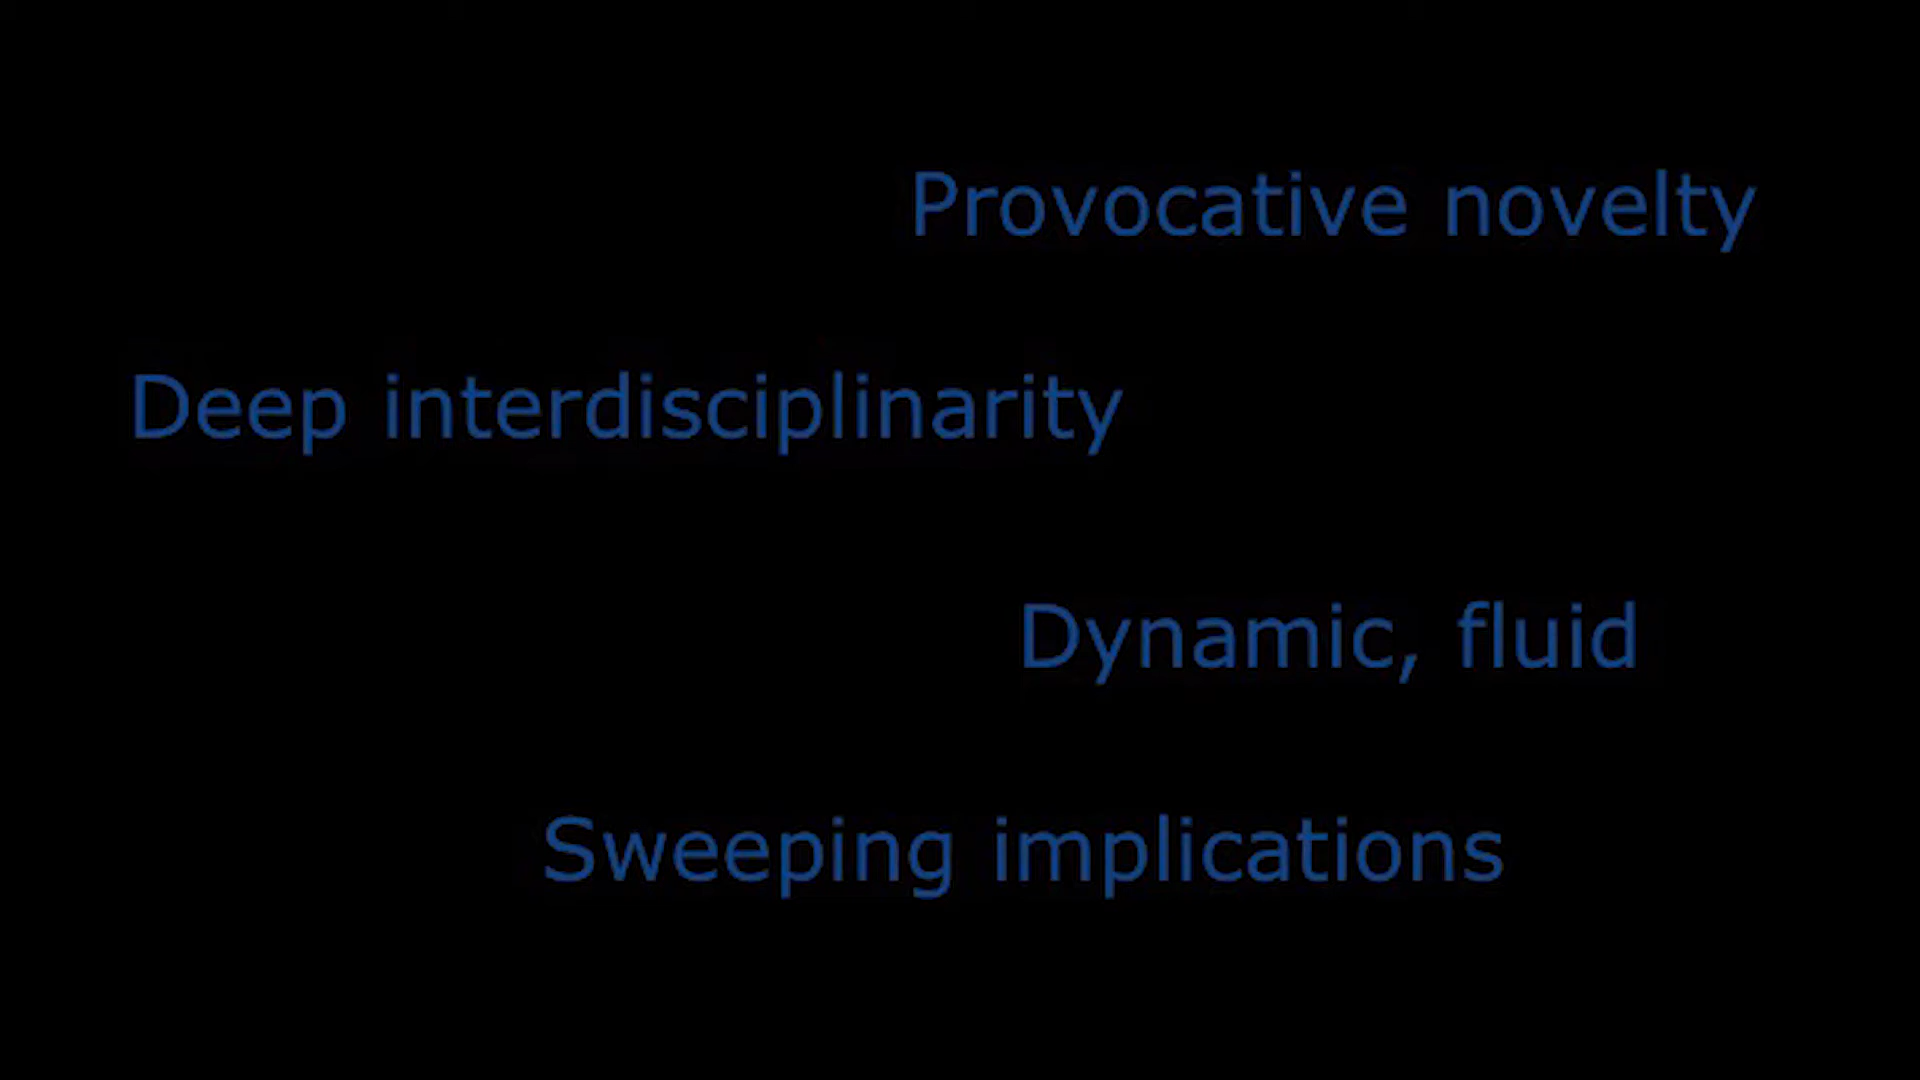 Provocative novelty
Deep interdisciplinarity
Dynamic, fluid
Sweeping implications